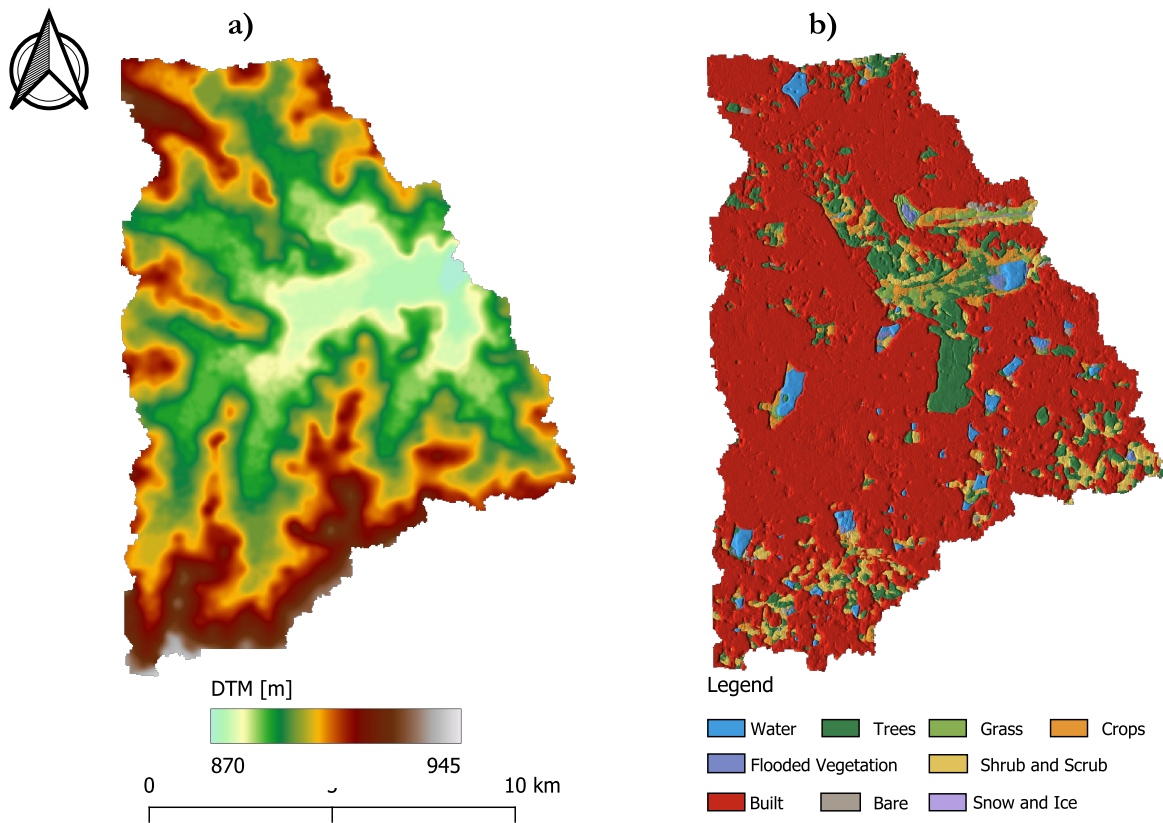 a)
b)
DTM [m]
870 945
0 10 km
Legend
Water Trees Grass Crops
Flooded Vegetation Shrub and Scrub
Built Bare Snow and Ice